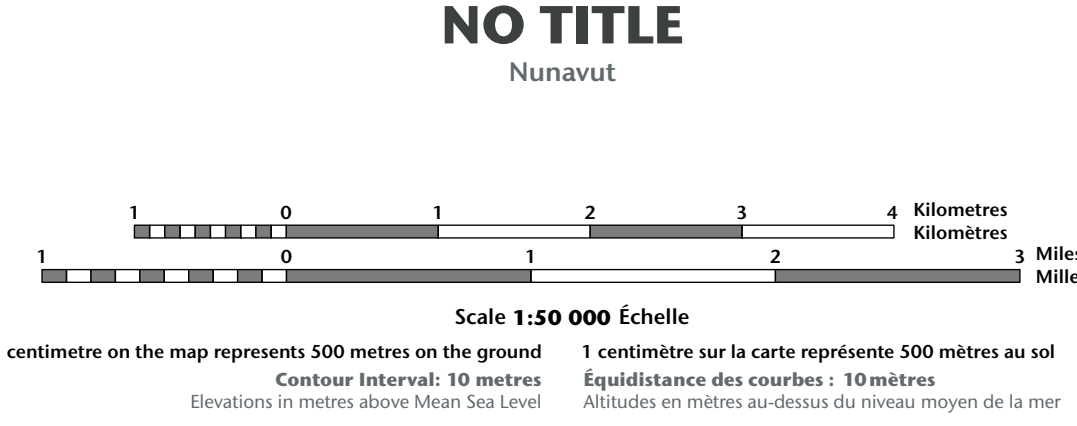 NO TITLE
Nunavut
1 0 1 2 3 4 Kilometres
Kilomètres
1 0 1 2 3 Miles
Mille
Scale 1:50 000 Échelle
centimetre on the map represents 500 metres on the ground
1 centimètre sur la carte représente 500 mètres au sol
Contour Interval: 10 metres
Équidistance des courbes : 10 mètres
Elevations in metres above Mean Sea Level
Altitudes en mètres au-dessus du niveau moyen de la mer